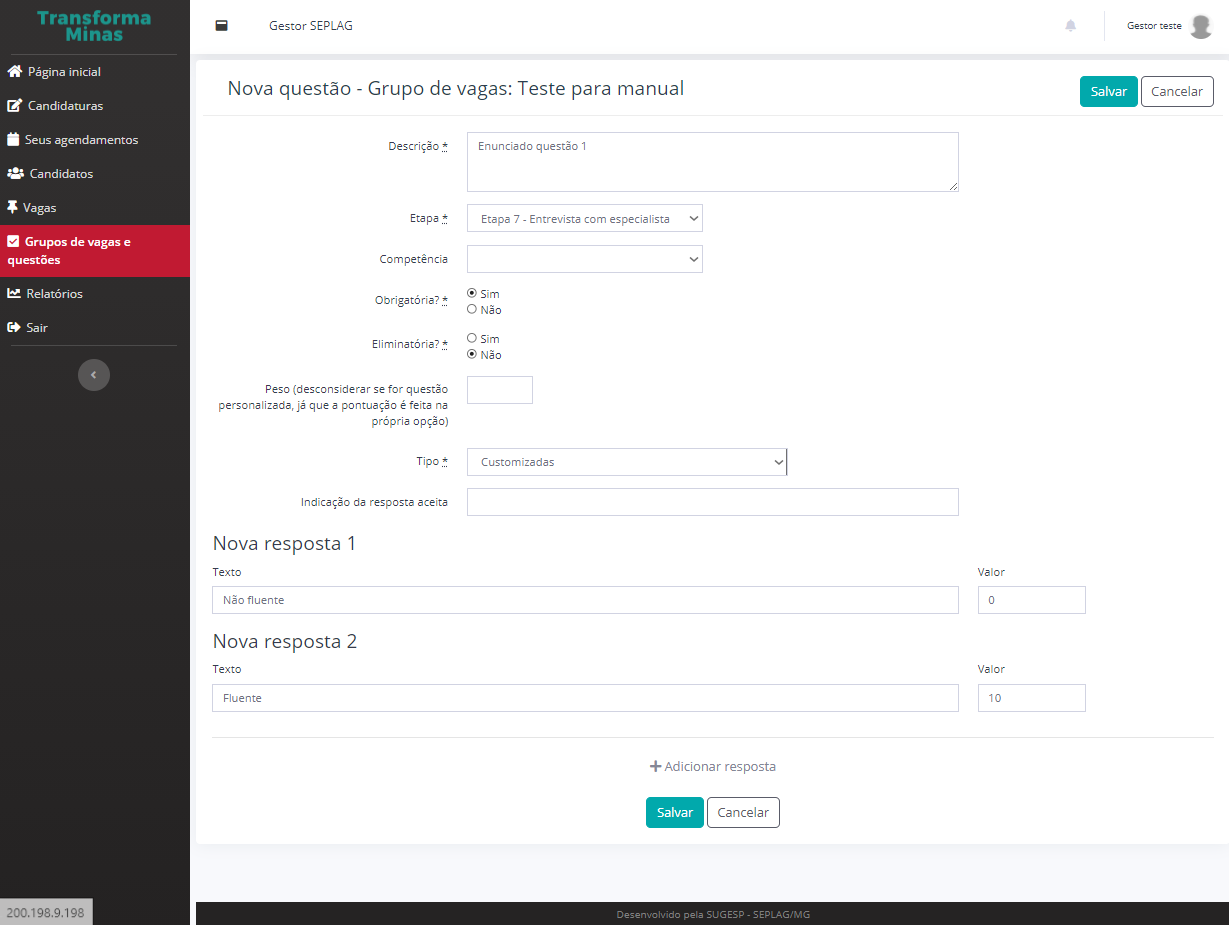 Transforma
Minas
Gestor SEPLAG
Gestor teste
Página inicial
Candidaturas
Seus agendamentos
Candidatos
Vagas
Grupos de vagas e
questões
Relatórios
Sair
Nova questão - Grupo de vagas: Teste para manual
Salvar
Cancelar
Descrição *
Enunciado questão 1
Etapa *
Etapa 7 - Entrevista com especialista
Competência
Obrigatória? *
Sim
Não
Eliminatória? *
Sim
Não
Peso (desconsiderar se for questão
personalizada, já que a pontuação é feita na
própria opção)
Tipo *
Customizadas
Indicação da resposta aceita
Nova resposta 1
Texto
Valor
Não fluente
0
Nova resposta 2
Texto
Valor
Fluente
10
+ Adicionar resposta
Salvar
Cancelar
200.198.9.198
Desenvolvido pela SUGESP - SEPLAG/MG